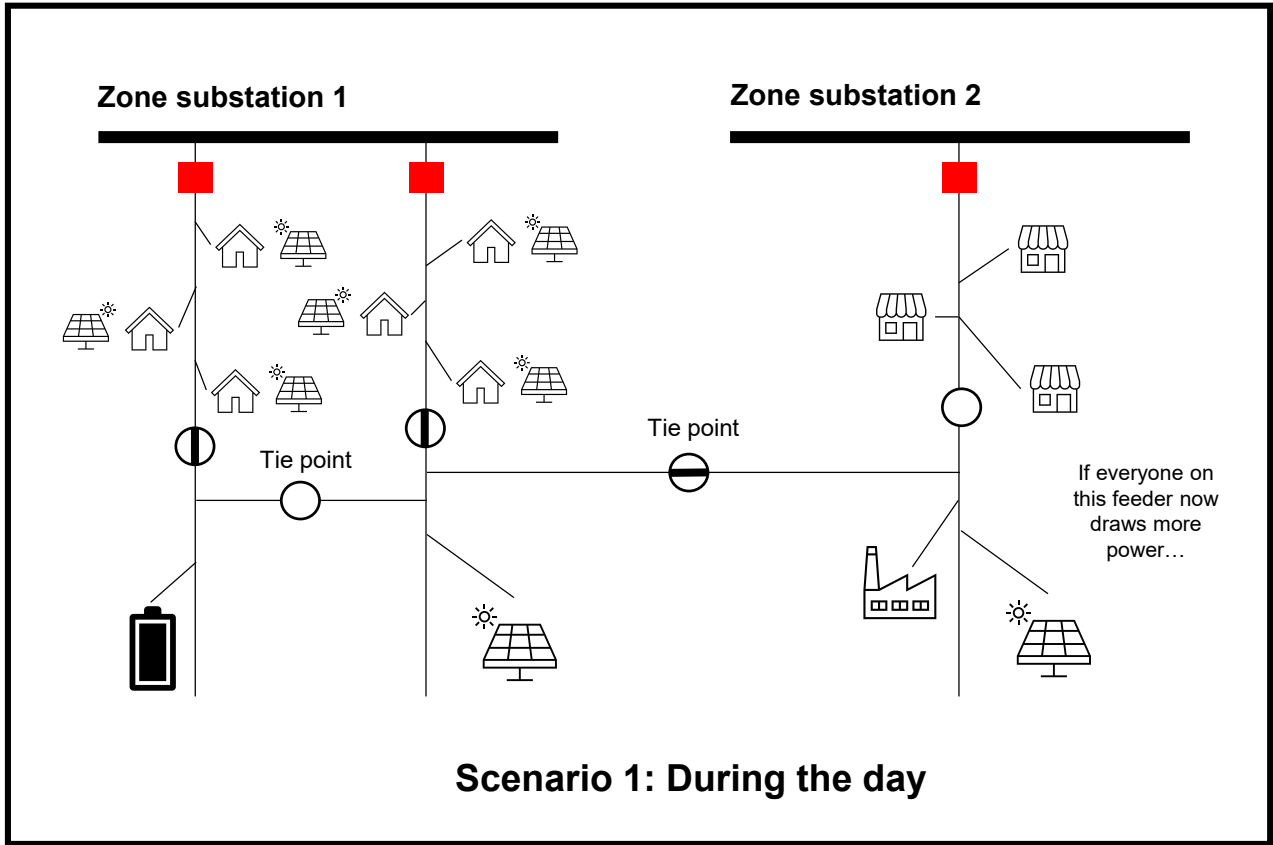 Zone substation 1
Zone substation 2
Tie point
Tie point
If everyone on
this feeder now
draws more
power…
Scenario 1: During the day